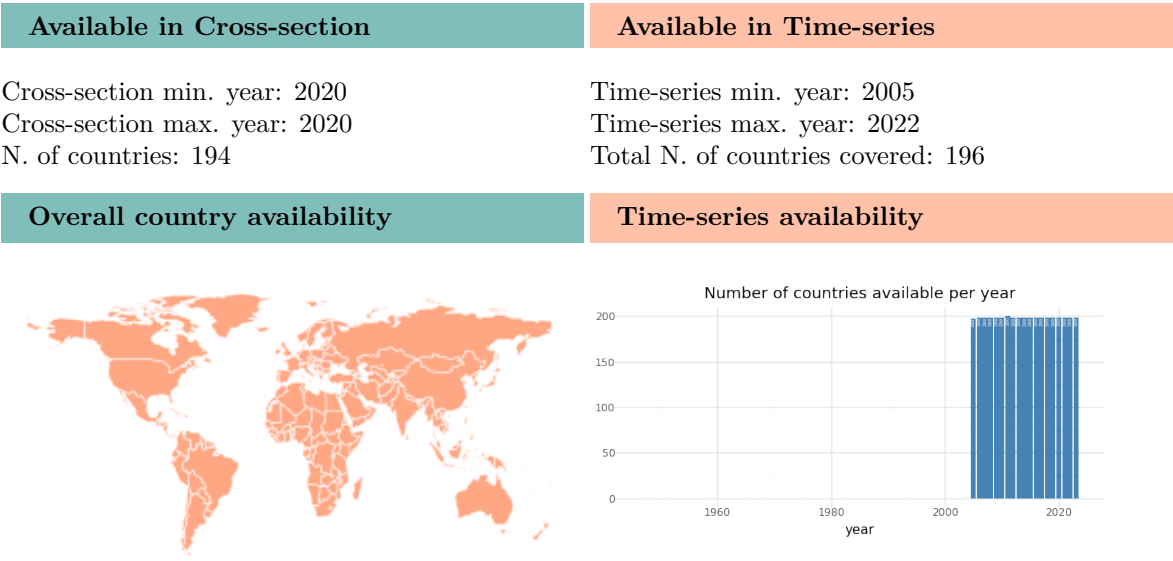 Available in Cross-section
Available in Time-series
Cross-section min. year: 2020
Cross-section max. year: 2020
N. of countries: 194
Time-series min. year: 2005
Time-series max. year: 2022
Total N. of countries covered: 196
Overall country availability
Time-series availability
Number of countries available per year
200
150
100
50
0
1960 1980 2000 2020
year